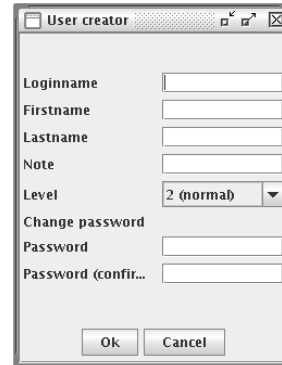 User creator
Loginname
Firstname
Lastname
Note
Level 2 (normal)
Change password
Password
Password (confir...
Ok Cancel